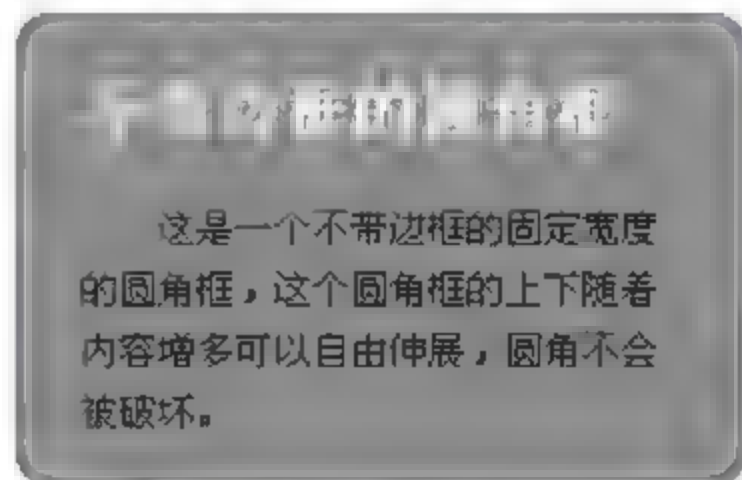 这是一个不带边框的固定宽度
的圆角框，这个圆角框的上下随着
内容增多可以自由伸展，圆角不会
被破坏。